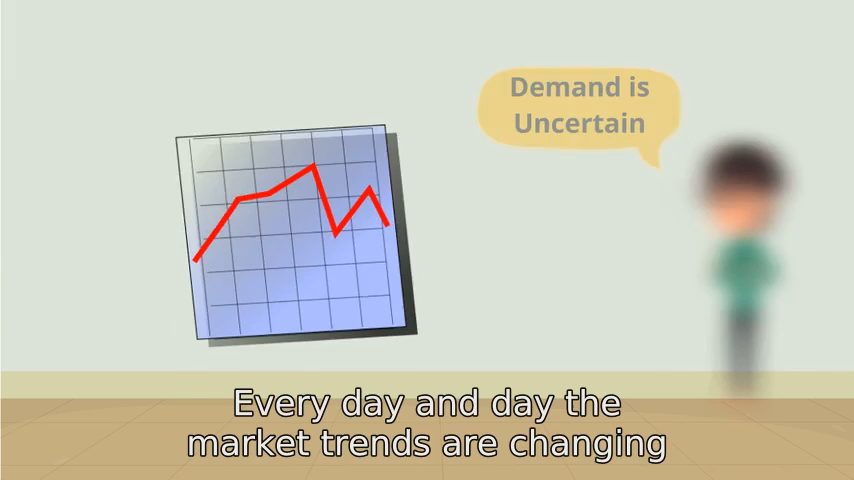 Demand is
Uncertain
Every day and day the
market trends are changing